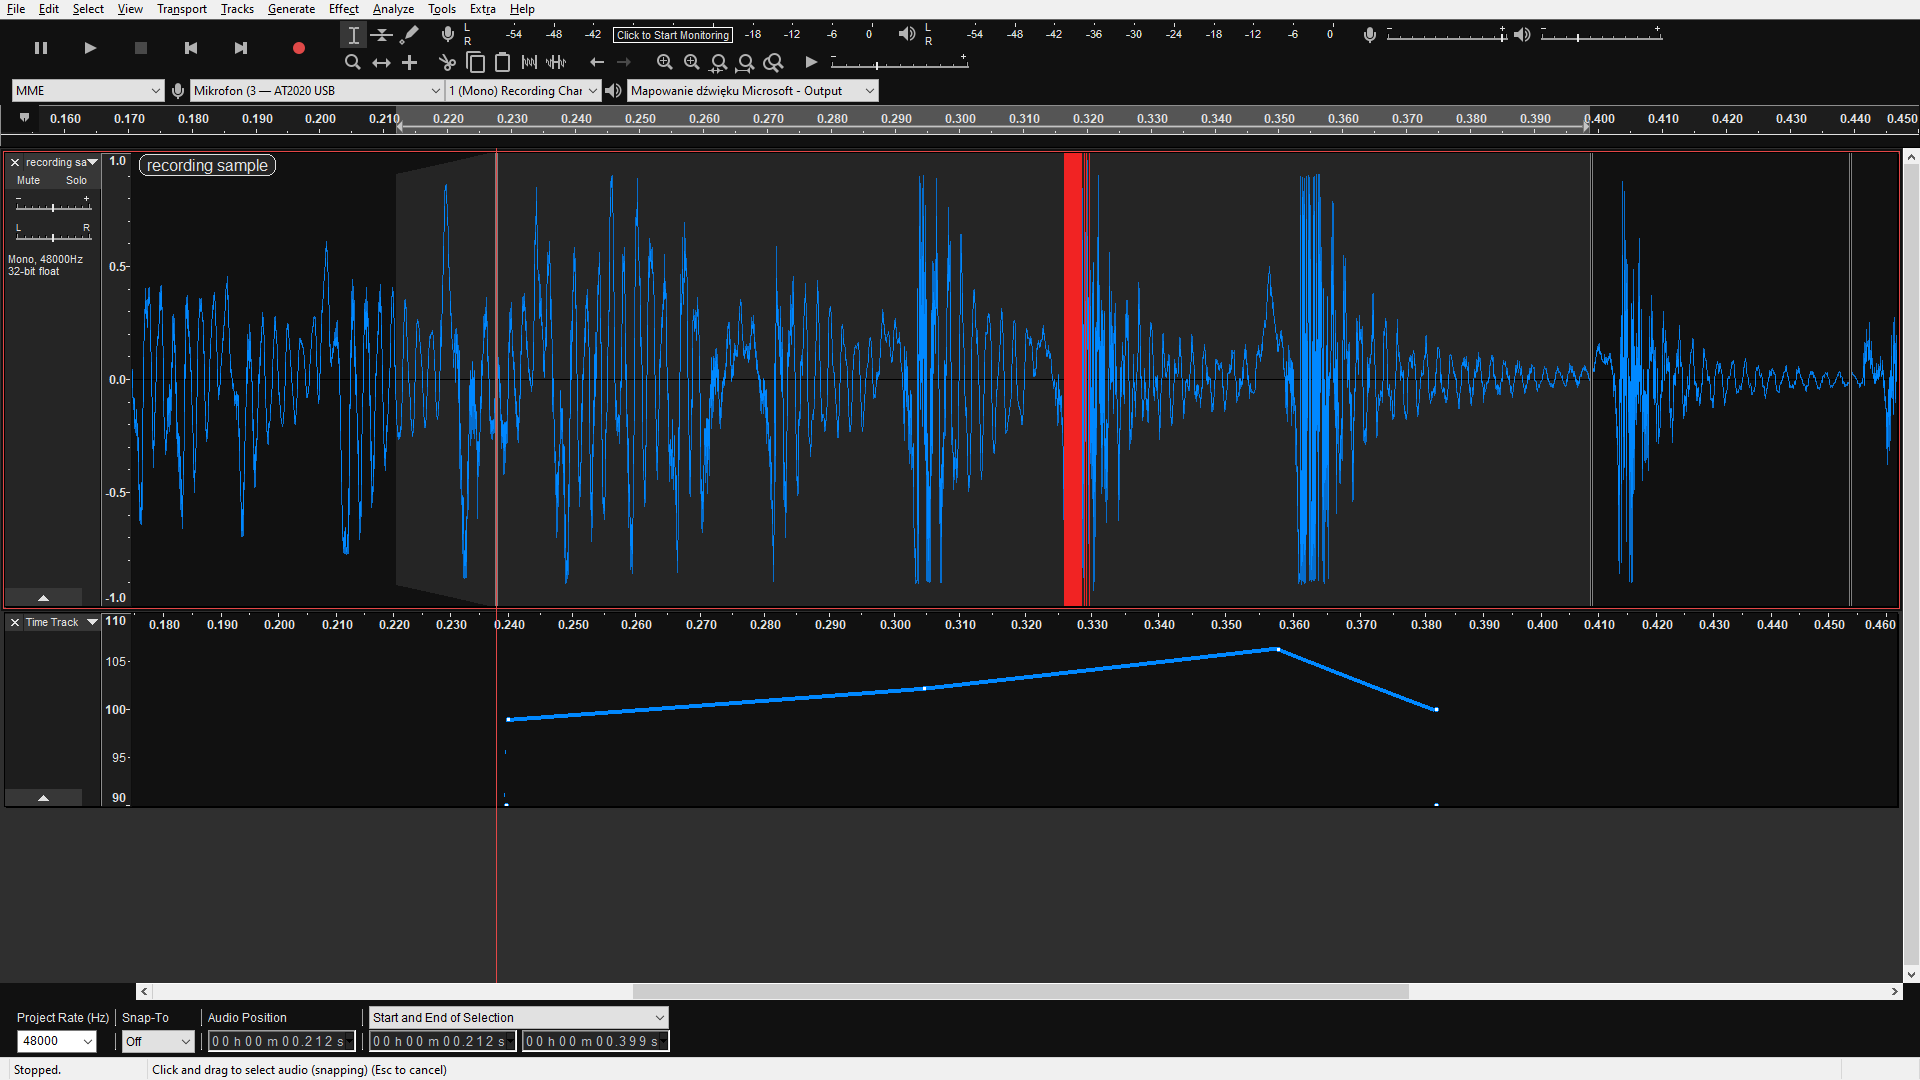 File Edit Select View Transport Tracks Generate Effect Analyze Tools Extra Help
L R -54 -48 -42 Click to Start Monitoring -18 -12 -6 0 L R -54 -48 -42 -36 -30 -24 -18 -12 -6 0 - + - +
- +
MME Mikrofon (3 — AT2020 USB 1 (Mono) Recording Char Mapowanie dźwięku Microsoft - Output
0.160 0.170 0.180 0.190 0.200 0.210 0.220 0.230 0.240 0.250 0.260 0.270 0.280 0.290 0.300 0.310 0.320 0.330 0.340 0.350 0.360 0.370 0.380 0.390 0.400 0.410 0.420 0.430 0.440 0.450
recording sa 1.0 recording sample
Mute Solo
- +
L R
Mono, 48000Hz
32-bit float
0.5
0.0
-0.5
-1.0
Time Track 110 0.180 0.190 0.200 0.210 0.220 0.230 0.240 0.250 0.260 0.270 0.280 0.290 0.300 0.310 0.320 0.330 0.340 0.350 0.360 0.370 0.380 0.390 0.400 0.410 0.420 0.430 0.440 0.450 0.460
105
100
95
90
Project Rate (Hz) Snap-To Audio Position Start and End of Selection
48000 Off 00 h 00 m 00.212 s 00 h 00 m 00.212 s 00 h 00 m 00.399 s
Stopped. Click and drag to select audio (snapping) (Esc to cancel)